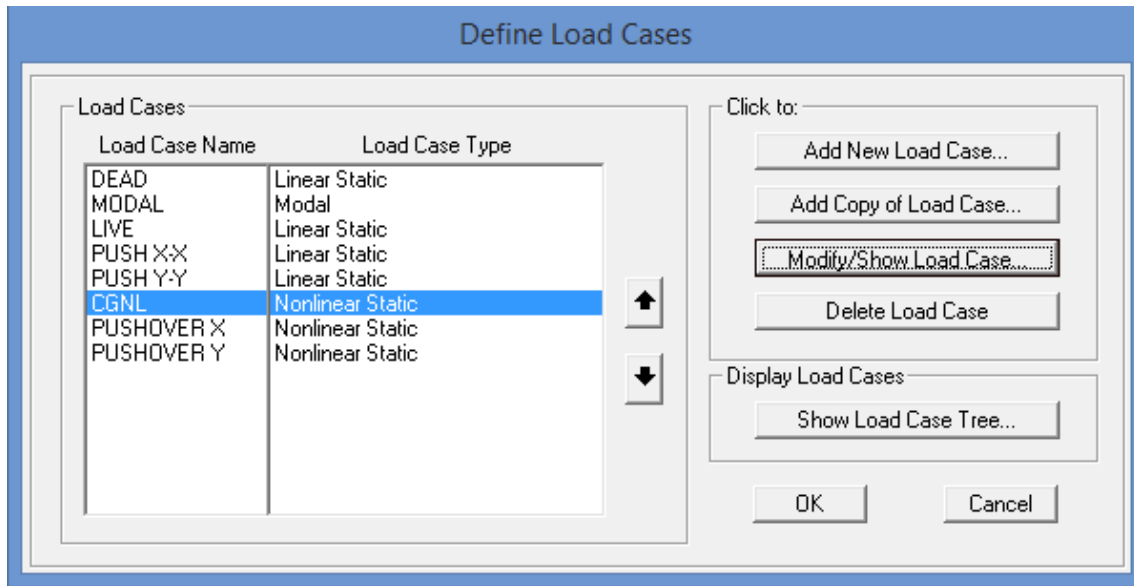 Define Load Cases
Load Cases
Load Case Name Load Case Type
DEAD Linear Static
MODAL Modal
LIVE Linear Static
PUSH X-X Linear Static
PUSH Y-Y Linear Static
CGNL Nonlinear Static
PUSHOVER X Nonlinear Static
PUSHOVER Y Nonlinear Static
Click to:
Add New Load Case...
Add Copy of Load Case...
Modify/Show Load Case...
Delete Load Case
Display Load Cases
Show Load Case Tree...
OK Cancel